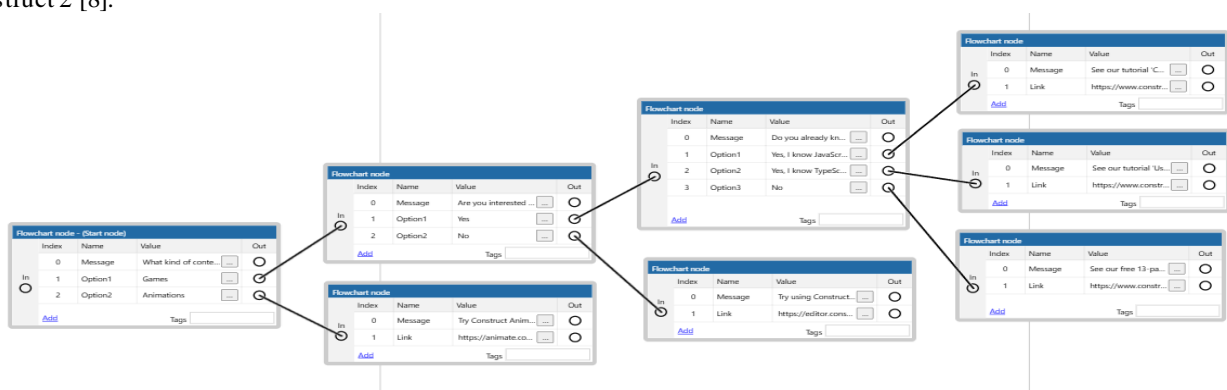 struct 2 [8].
Flowchart node - (Start node)
Index Name Value Out
In
0 Message What kind of conte... ...
1 Option1 Games ...
2 Option2 Animations ...
Add Tags
Flowchart node
Index Name Value Out
In
0 Message Are you interested ... ...
1 Option1 Yes ...
2 Option2 No ...
Add Tags
Flowchart node
Index Name Value Out
In
0 Message Try Construct Anim... ...
1 Link https://animate.co... ...
Add Tags
Flowchart node
Index Name Value Out
In
0 Message Do you already kn... ...
1 Option1 Yes, I know JavaScr... ...
2 Option2 Yes, I know TypeSc... ...
3 Option3 No ...
Add Tags
Flowchart node
Index Name Value Out
In
0 Message Try using Construct... ...
1 Link https://editor.cons... ...
Add Tags
Flowchart node
Index Name Value Out
In
0 Message See our tutorial 'C... ...
1 Link https://www.constr... ...
Add Tags
Flowchart node
Index Name Value Out
In
0 Message See our tutorial 'Us... ...
1 Link https://www.constr... ...
Add Tags
Flowchart node
Index Name Value Out
In
0 Message See our free 13-pa... ...
1 Link https://www.constr... ...
Add Tags